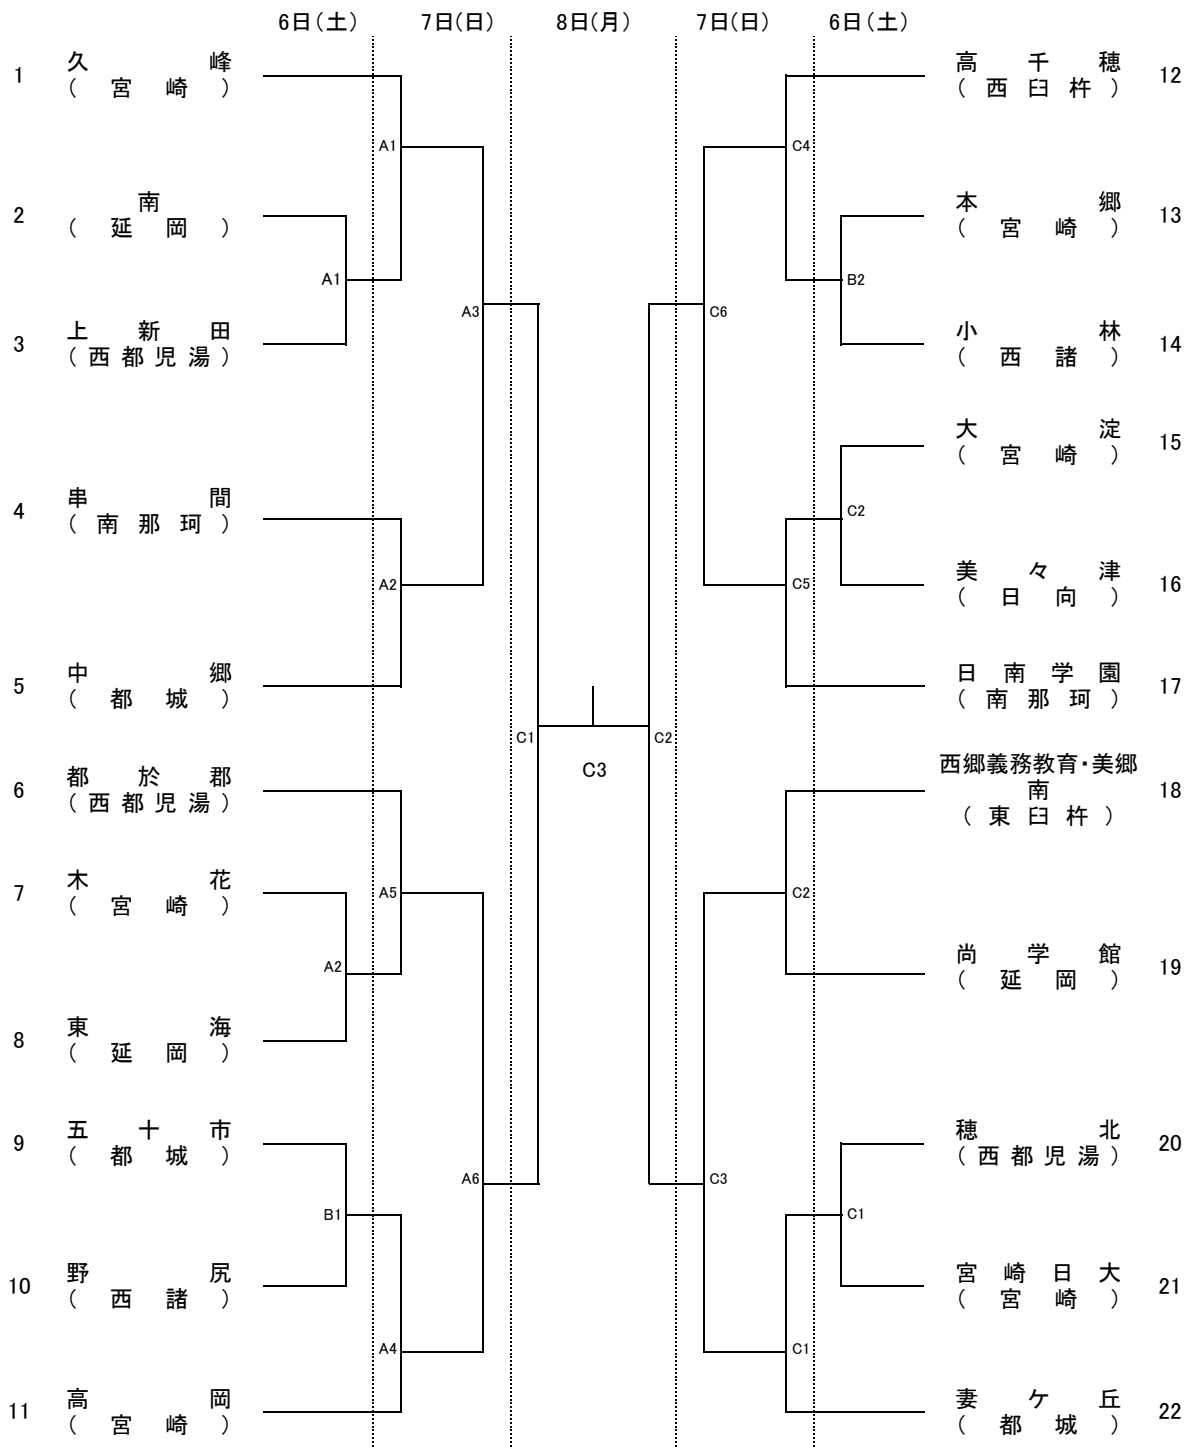 6日(土) 7日(日) 8日(月) 7日(日) 6日(土)
1 久峰
(宮崎)
A1
2 南
(延岡)
A1
3 上新田
(西都児湯)
A3
4 串間
(南那珂)
A2
5 中郷
(都城)
C1
6 都於郡
(西都児湯)
7 木花
(宮崎)
A5
A2
8 東海
(延岡)
9 五十市
(都城)
A6
B1
10 野尻
(西諸)
A4
11 高岡
(宮崎)
C3
高千穂 12
(西臼杵)
C4
本郷 13
(宮崎)
B2
C6
小林 14
(西諸)
大淀 15
(宮崎)
C2
美々津 16
(日向)
C5
日南学園 17
(南那珂)
C2
西郷義務教育・美郷
南 18
(東臼杵)
C2
尚学館 19
(延岡)
穂北 20
(西都児湯)
C3
C1
宮崎日大 21
(宮崎)
C1
妻ケ丘 22
(都城)